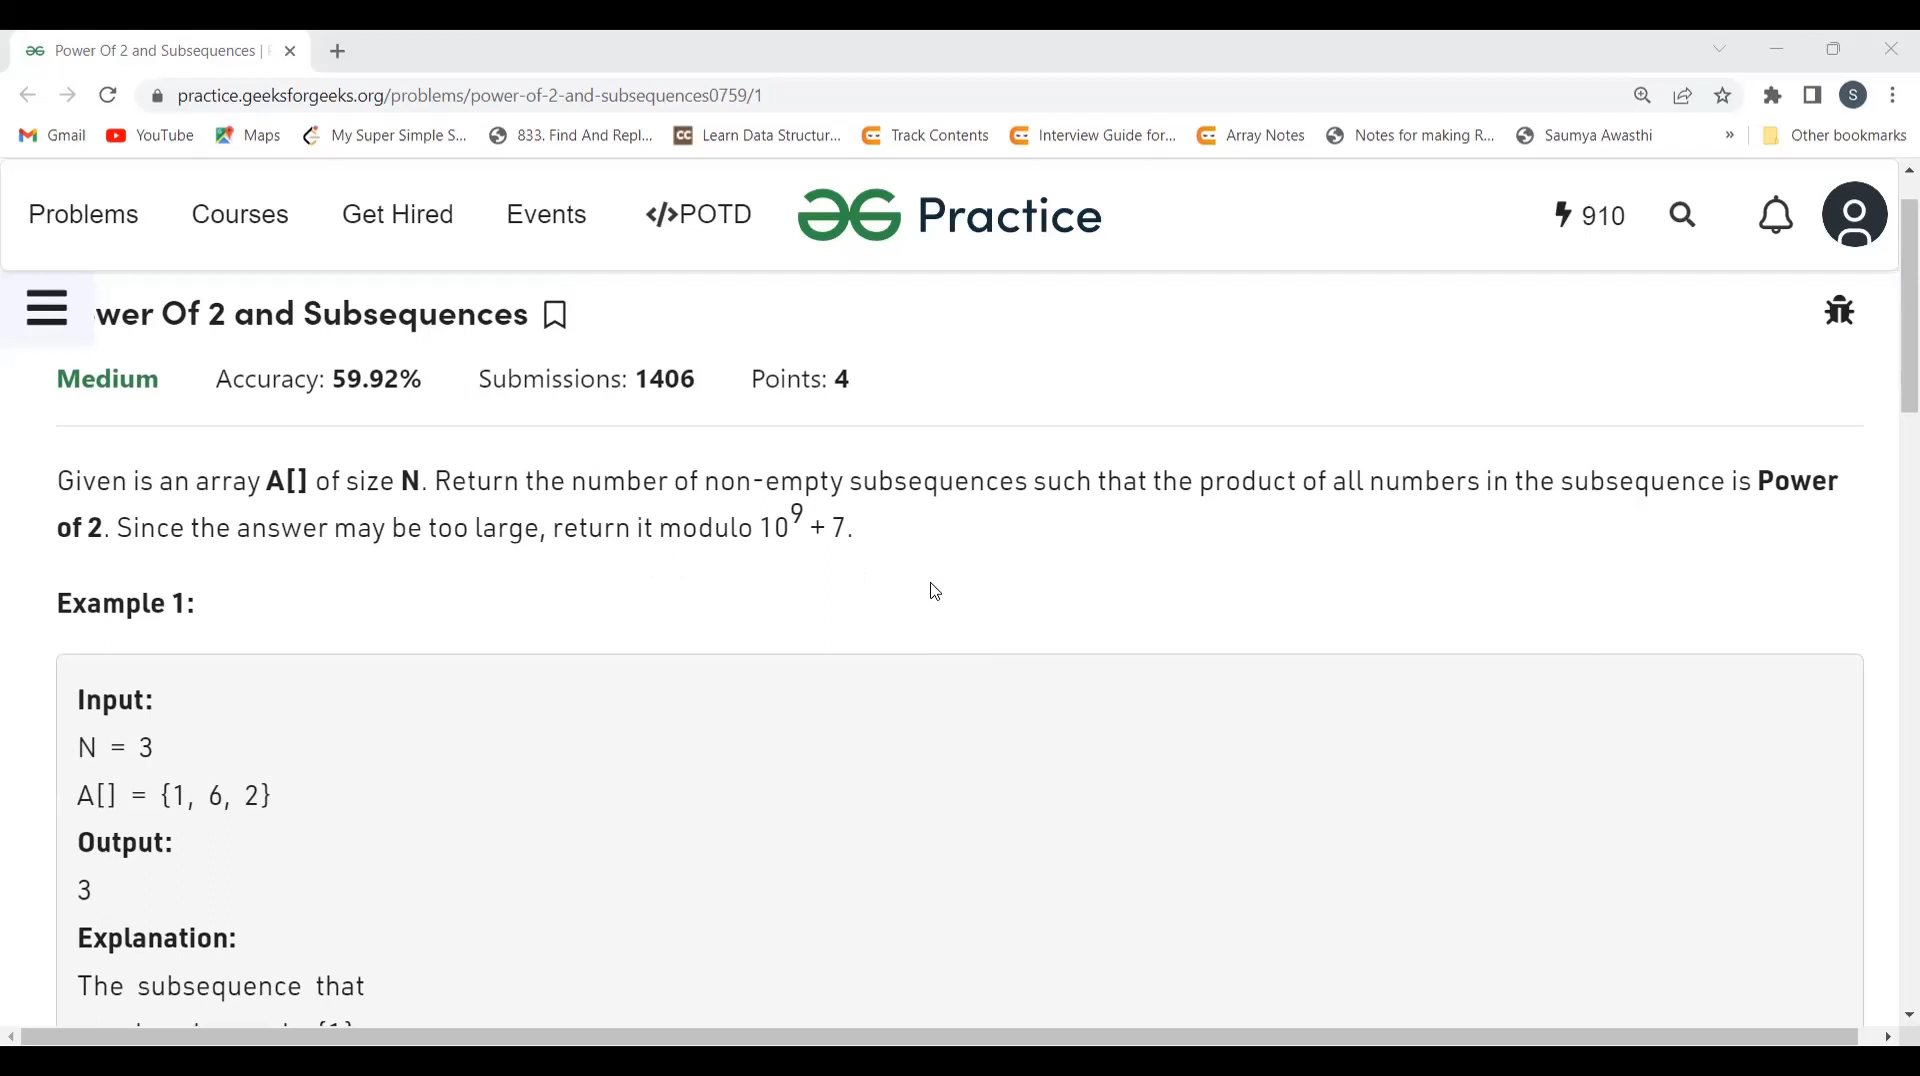 Power Of 2 and Subsequences |
practice.geeksforgeeks.org/problems/power-of-2-and-subsequences0759/1
S
Gmail YouTube Maps My Super Simple S... 833. Find And Repl... Learn Data Structur... Track Contents Interview Guide for... Array Notes Notes for making R... Saumya Awasthi » Other bookmarks
Problems Courses Get Hired Events </>POTD Practice 910
wer Of 2 and Subsequences
Medium Accuracy: 59.92% Submissions: 1406 Points: 4
Given is an array A[] of size N. Return the number of non-empty subsequences such that the product of all numbers in the subsequence is Power
of 2. Since the answer may be too large, return it modulo 10⁹ + 7.
Example 1:
Input:
N = 3
A[] = {1, 6, 2}
Output:
3
Explanation:
The subsequence that